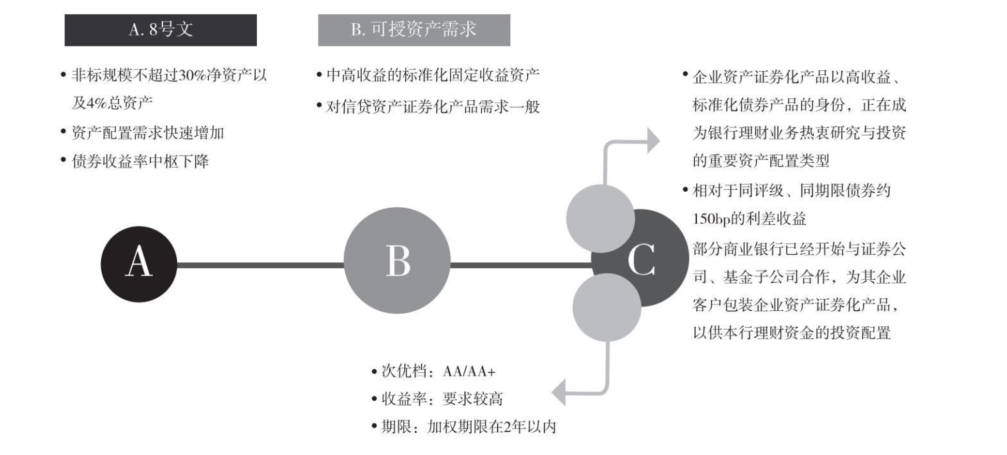 A. 8号文
• 非标规模不超过30%净资产以
及4%总资产
• 资产配置需求快速增加
• 债券收益率中枢下降
B. 可授资产需求
• 中高收益的标准化固定收益资产
• 对信贷资产证券化产品需求一般
• 企业资产证券化产品以高收益、
标准化债券产品的身份，正在成
为银行理财业务热衷研究与投资
的重要资产配置类型
• 相对于同评级、同期限债券约
150bp的利差收益
部分商业银行已经开始与证券公
司、基金子公司合作，为其企业
客户包装企业资产证券化产品，
以供本行理财资金的投资配置
A
B
C
• 次优档：AA/AA+
• 收益率：要求较高
• 期限：加权期限在2年以内